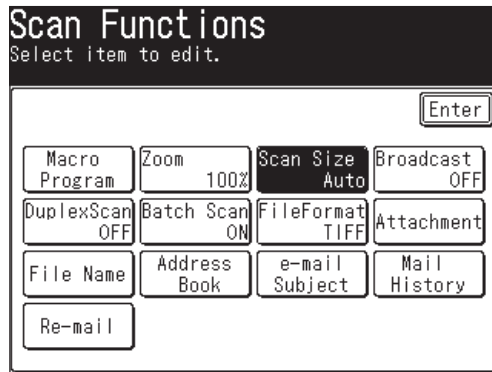 Scan Functions
Select item to edit.
Enter
Macro Program
Zoom 100%
Scan Size Auto
Broadcast OFF
DuplexScan OFF
Batch Scan ON
FileFormat TIFF
Attachment
File Name
Address Book
e-mail Subject
Mail History
Re-mail